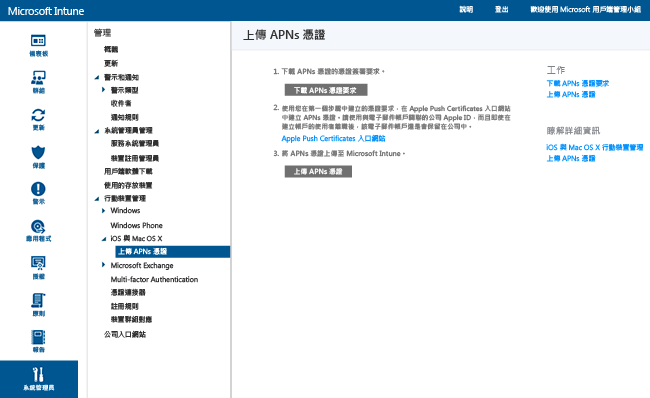 Microsoft Intune
說明
登出
歡迎使用 Microsoft 用戶端管理小組
儀表板
群組
更新
保護
警示
應用程式
授權
原則
報告
系統管理員
管理
概觀
更新
警示和通知
警示類型
收件者
通知規則
系統管理員管理
服務系統管理員
裝置註冊管理員
用戶端軟體下載
使用的存放裝置
行動裝置管理
Windows
Windows Phone
iOS 與 Mac OS X
上傳 APNs 憑證
Microsoft Exchange
Multi-factor Authentication
憑證連接器
註冊規則
裝置群組對應
公司入口網站
上傳 APNs 憑證
1. 下載 APNs 憑證的憑證簽署要求。
下載 APNs 憑證要求
2. 使用您在第一個步驟中建立的憑證要求，在 Apple Push Certificates 入口網站
中建立 APNs 憑證。請使用與電子郵件帳戶關聯的公司 Apple ID，而且即使在
建立帳戶的使用者離職後，該電子郵件帳戶還是會保留在公司中。
Apple Push Certificates 入口網站
3. 將 APNs 憑證上傳至 Microsoft Intune。
上傳 APNs 憑證
工作
下載 APNs 憑證要求
上傳 APNs 憑證
瞭解詳細資訊
iOS 與 Mac OS X 行動裝置管理
上傳 APNs 憑證